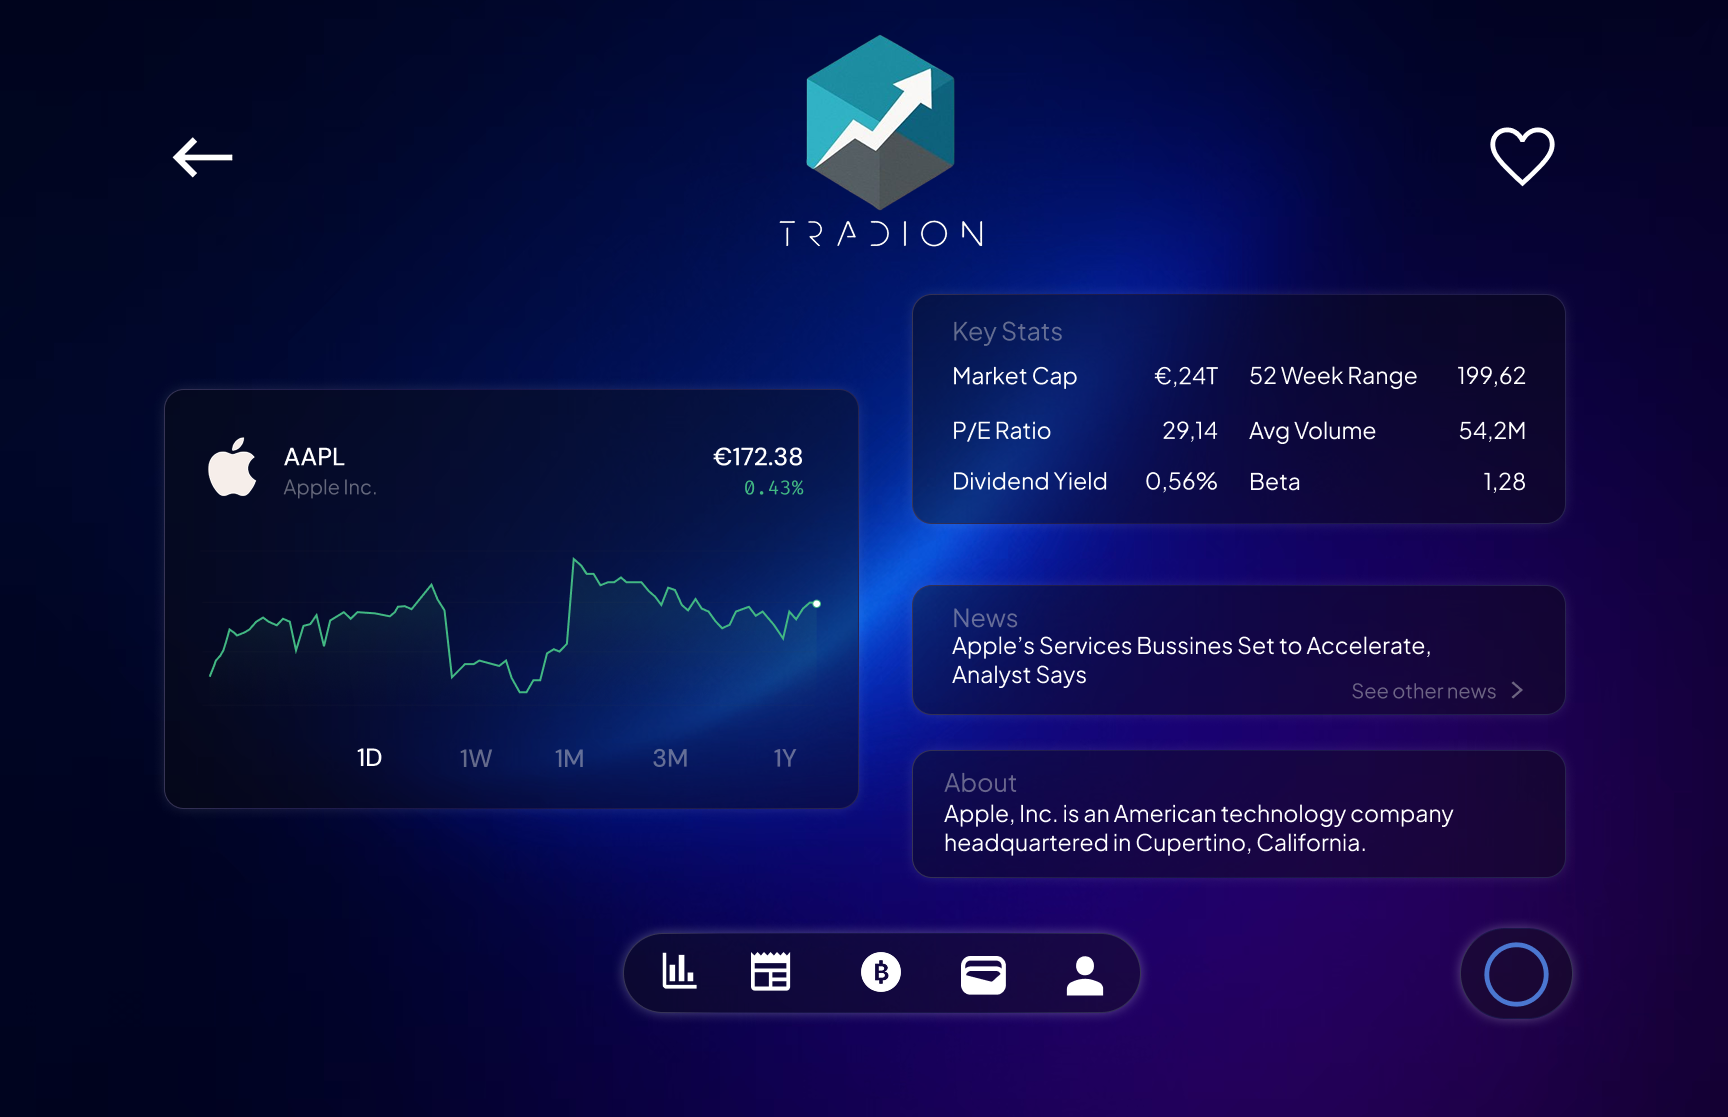 TRADION
AAPL
Apple Inc.
€172.38
0.43%
1D 1W 1M 3M 1Y
Key Stats
Market Cap €,24T 52 Week Range 199,62
P/E Ratio 29,14 Avg Volume 54,2M
Dividend Yield 0,56% Beta 1,28
News
Apple’s Services Bussines Set to Accelerate,
Analyst Says
See other news
About
Apple, Inc. is an American technology company
headquartered in Cupertino, California.